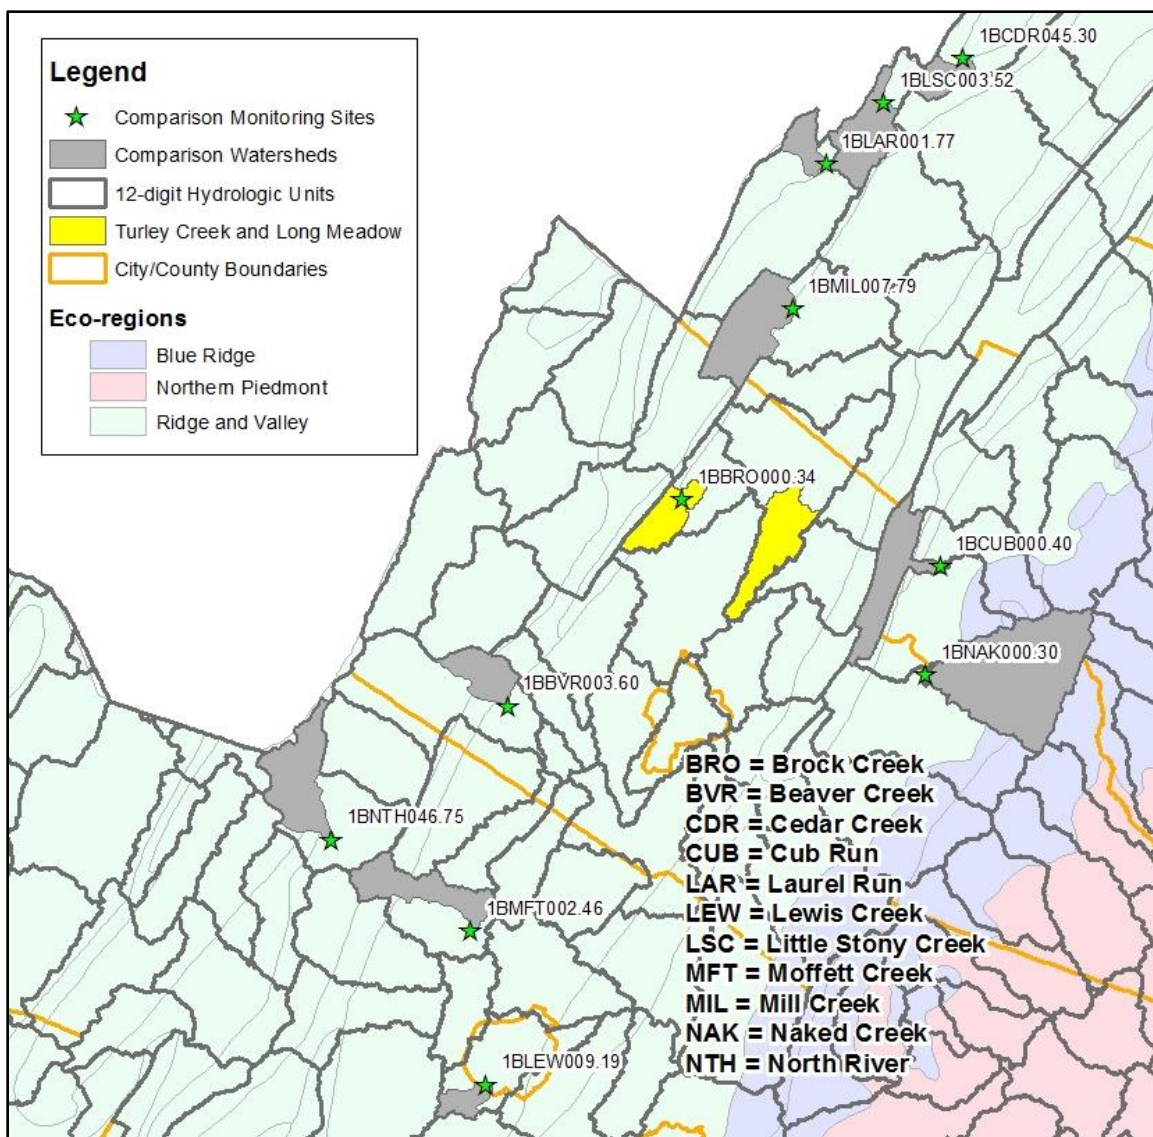 Legend
Comparison Monitoring Sites
Comparison Watersheds
12-digit Hydrologic Units
Turley Creek and Long Meadow
City/County Boundaries
Eco-regions
Blue Ridge
Northern Piedmont
Ridge and Valley
1BCDR045.30
1BLSC003.52
1BLAR001.77
1BMIL007.79
1BBRO000.34
1BCUB000.40
1BNAK000.30
1BBVR003.60
1BNTH046.75
1BMFT002.46
1BLEW009.19
BRO = Brock Creek
BVR = Beaver Creek
CDR = Cedar Creek
CUB = Cub Run
LAR = Laurel Run
LEW = Lewis Creek
LSC = Little Stony Creek
MFT = Moffett Creek
MIL = Mill Creek
NAK = Naked Creek
NTH = North River